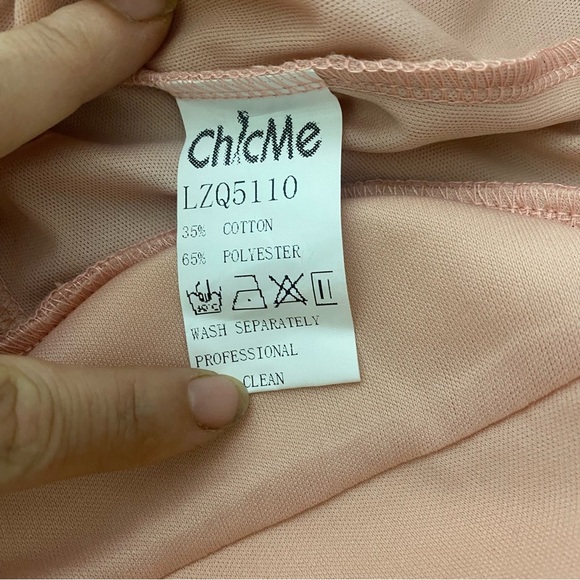 ChicMe
LZQ5110
35% COTTON
65% POLYESTER
WASH SEPARATELY
PROFESSIONAL
CLEAN